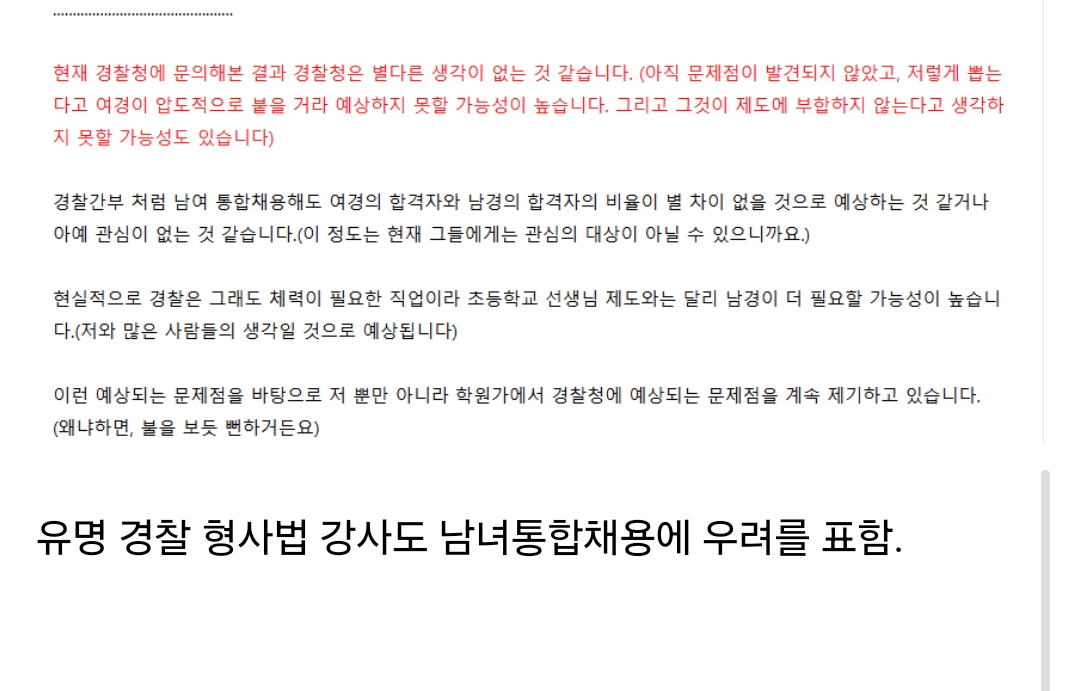 현재 경찰청에 문의해본 결과 경찰청은 별다른 생각이 없는 것 같습니다. (아직 문제점이 발견되지 않았고, 저렇게 뽑는
다고 여경이 압도적으로 붙을 거라 예상하지 못할 가능성이 높습니다. 그리고 그것이 제도에 부합하지 않는다고 생각하
지 못할 가능성도 있습니다)
경찰간부 처럼 남여 통합채용해도 여경의 합격자와 남경의 합격자의 비율이 별 차이 없을 것으로 예상하는 것 같거나
아예 관심이 없는 것 같습니다.(이 정도는 현재 그들에게는 관심의 대상이 아닐 수 있으니까요.)
현실적으로 경찰은 그래도 체력이 필요한 직업이라 초등학교 선생님 제도와는 달리 남경이 더 필요할 가능성이 높습니
다.(저와 많은 사람들의 생각일 것으로 예상됩니다)
이런 예상되는 문제점을 바탕으로 저 뿐만 아니라 학원가에서 경찰청에 예상되는 문제점을 계속 제기하고 있습니다.
(왜냐하면, 불을 보듯 뻔하거든요)
유명 경찰 형사법 강사도 남녀통합채용에 우려를 표함.